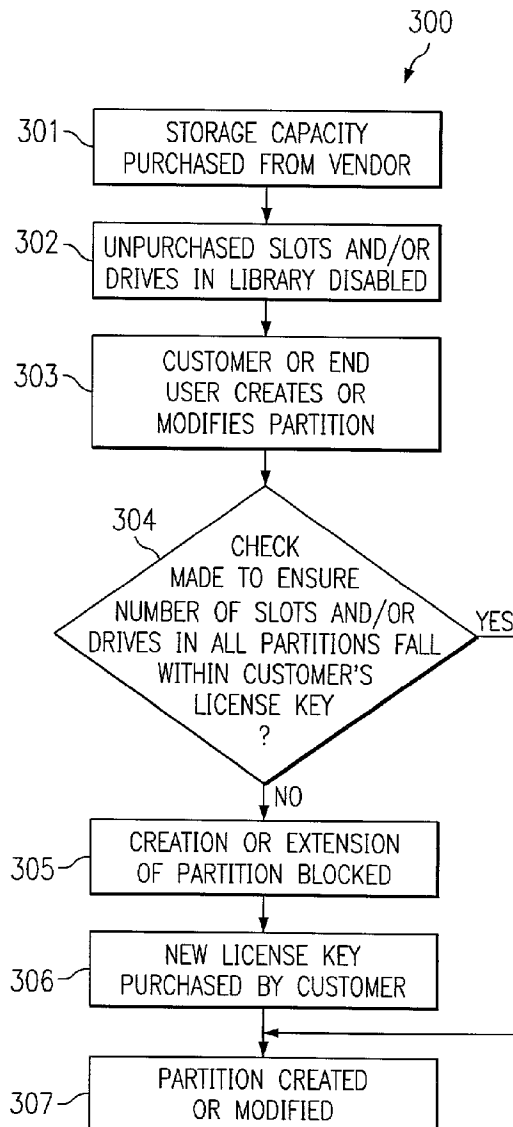 300
301
STORAGE CAPACITY
PURCHASED FROM VENDOR
302
UNPURCHASED SLOTS AND/OR
DRIVES IN LIBRARY DISABLED
303
CUSTOMER OR END
USER CREATES OR
MODIFIES PARTITION
304
CHECK
MADE TO ENSURE
NUMBER OF SLOTS AND/OR
DRIVES IN ALL PARTITIONS FALL
WITHIN CUSTOMER'S
LICENSE KEY
?
YES
NO
305
CREATION OR EXTENSION
OF PARTITION BLOCKED
306
NEW LICENSE KEY
PURCHASED BY CUSTOMER
307
PARTITION CREATED
OR MODIFIED